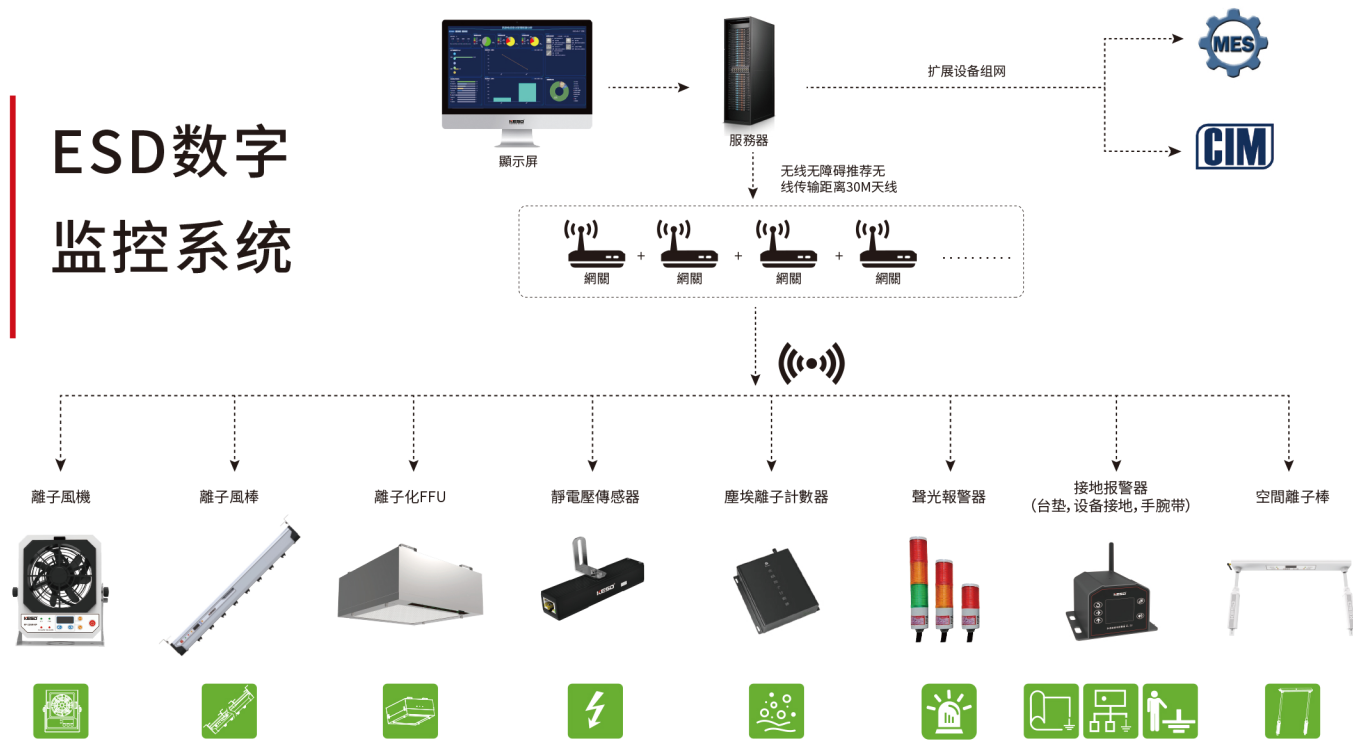 ESD数字
监控系统
顯示屏
服務器
扩展设备组网
MES
CIM
无线无障碍推荐无
线传输距离30M天线
網關 + 網關 + 網關 + 網關 ..........
離子風機
離子風棒
離子化FFU
靜電壓傳感器
塵埃離子計數器
聲光報警器
接地报警器
(台垫,设备接地,手腕带)
空間離子棒
KESD
KESD
KESD
KESD